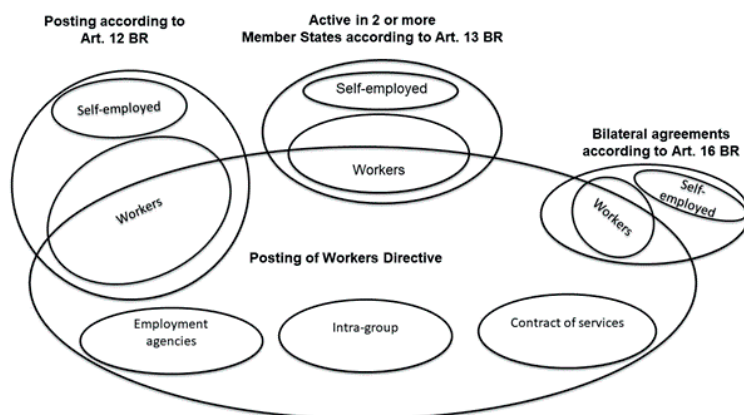 Posting according to
Art. 12 BR
Active in 2 or more
Member States according to Art. 13 BR
Bilateral agreements
according to Art. 16 BR
Self-employed
Workers
Self-employed
Workers
Self-
employed
Workers
Posting of Workers Directive
Employment
agencies
Intra-group
Contract of services